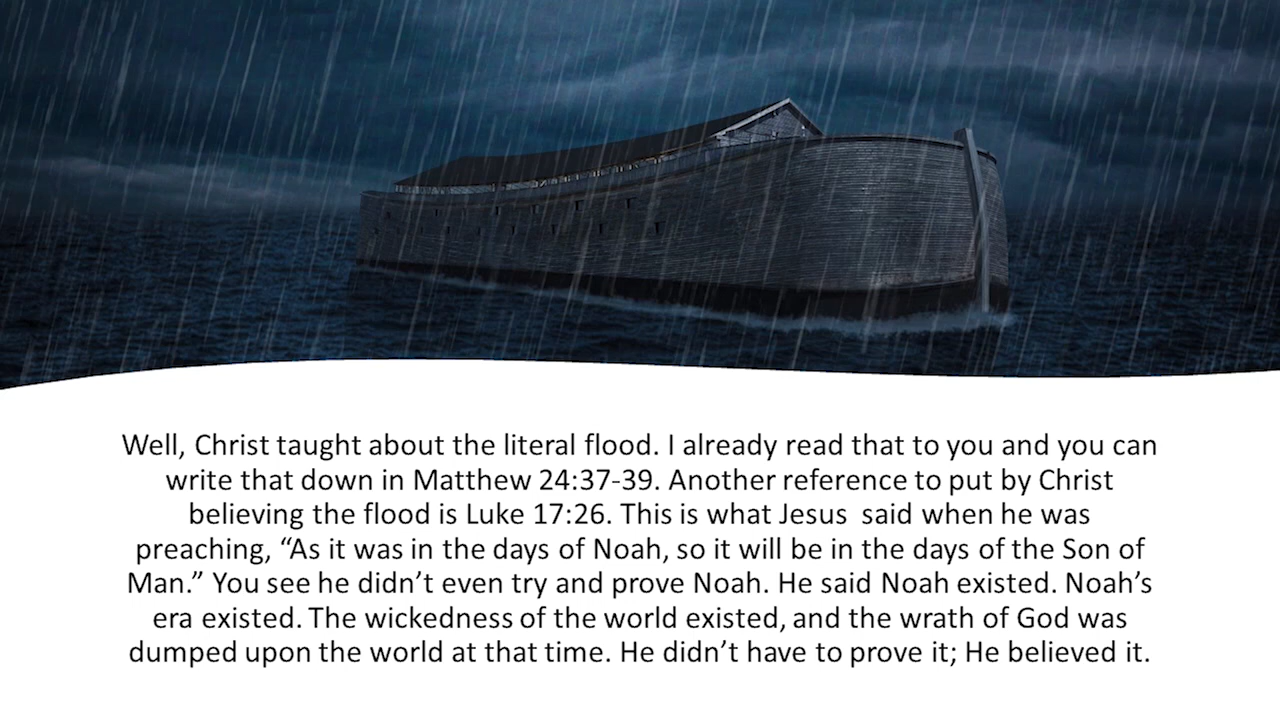 Well, Christ taught about the literal flood. I already read that to you and you can
write that down in Matthew 24:37-39. Another reference to put by Christ
believing the flood is Luke 17:26. This is what Jesus  said when he was
preaching, “As it was in the days of Noah, so it will be in the days of the Son of
Man.” You see he didn’t even try and prove Noah. He said Noah existed. Noah’s
era existed. The wickedness of the world existed, and the wrath of God was
dumped upon the world at that time. He didn’t have to prove it; He believed it.